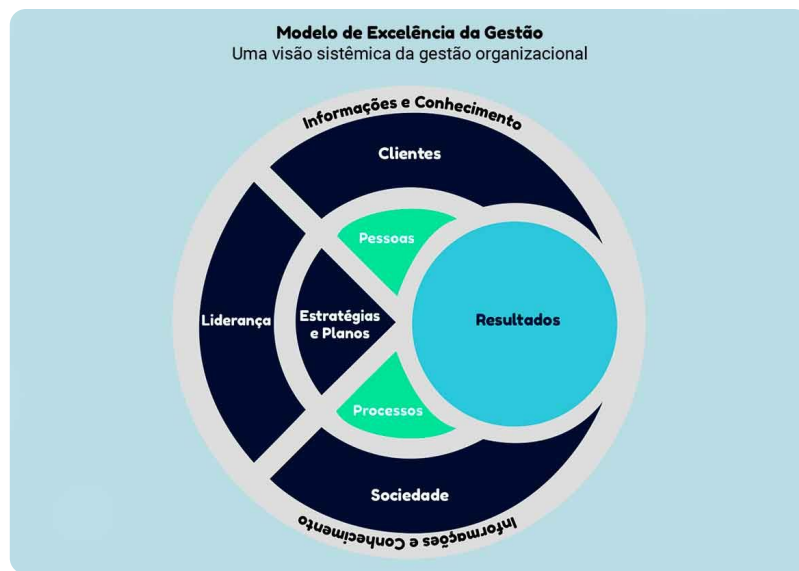 Modelo de Excelência da Gestão
Uma visão sistêmica da gestão organizacional
Informações e Conhecimento
Clientes
Pessoas
Liderança
Estratégias
e Planos
Resultados
Processos
Sociedade
Informações e Conhecimento